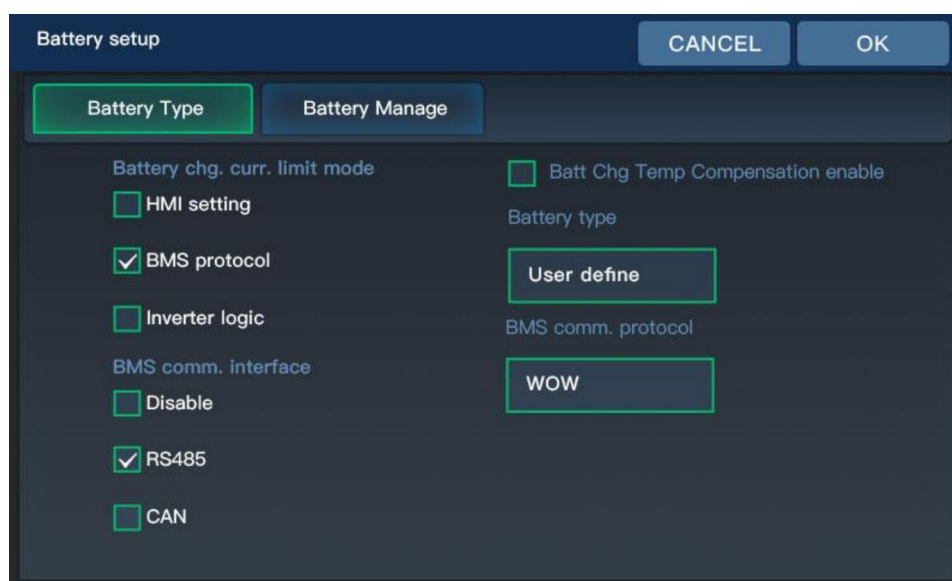 Battery setup
CANCEL
OK
Battery Type
Battery Manage
Battery chg. curr. limit mode
HMI setting
BMS protocol
Inverter logic
BMS comm. interface
Disable
RS485
CAN
Batt Chg Temp Compensation enable
Battery type
User define
BMS comm. protocol
WOW